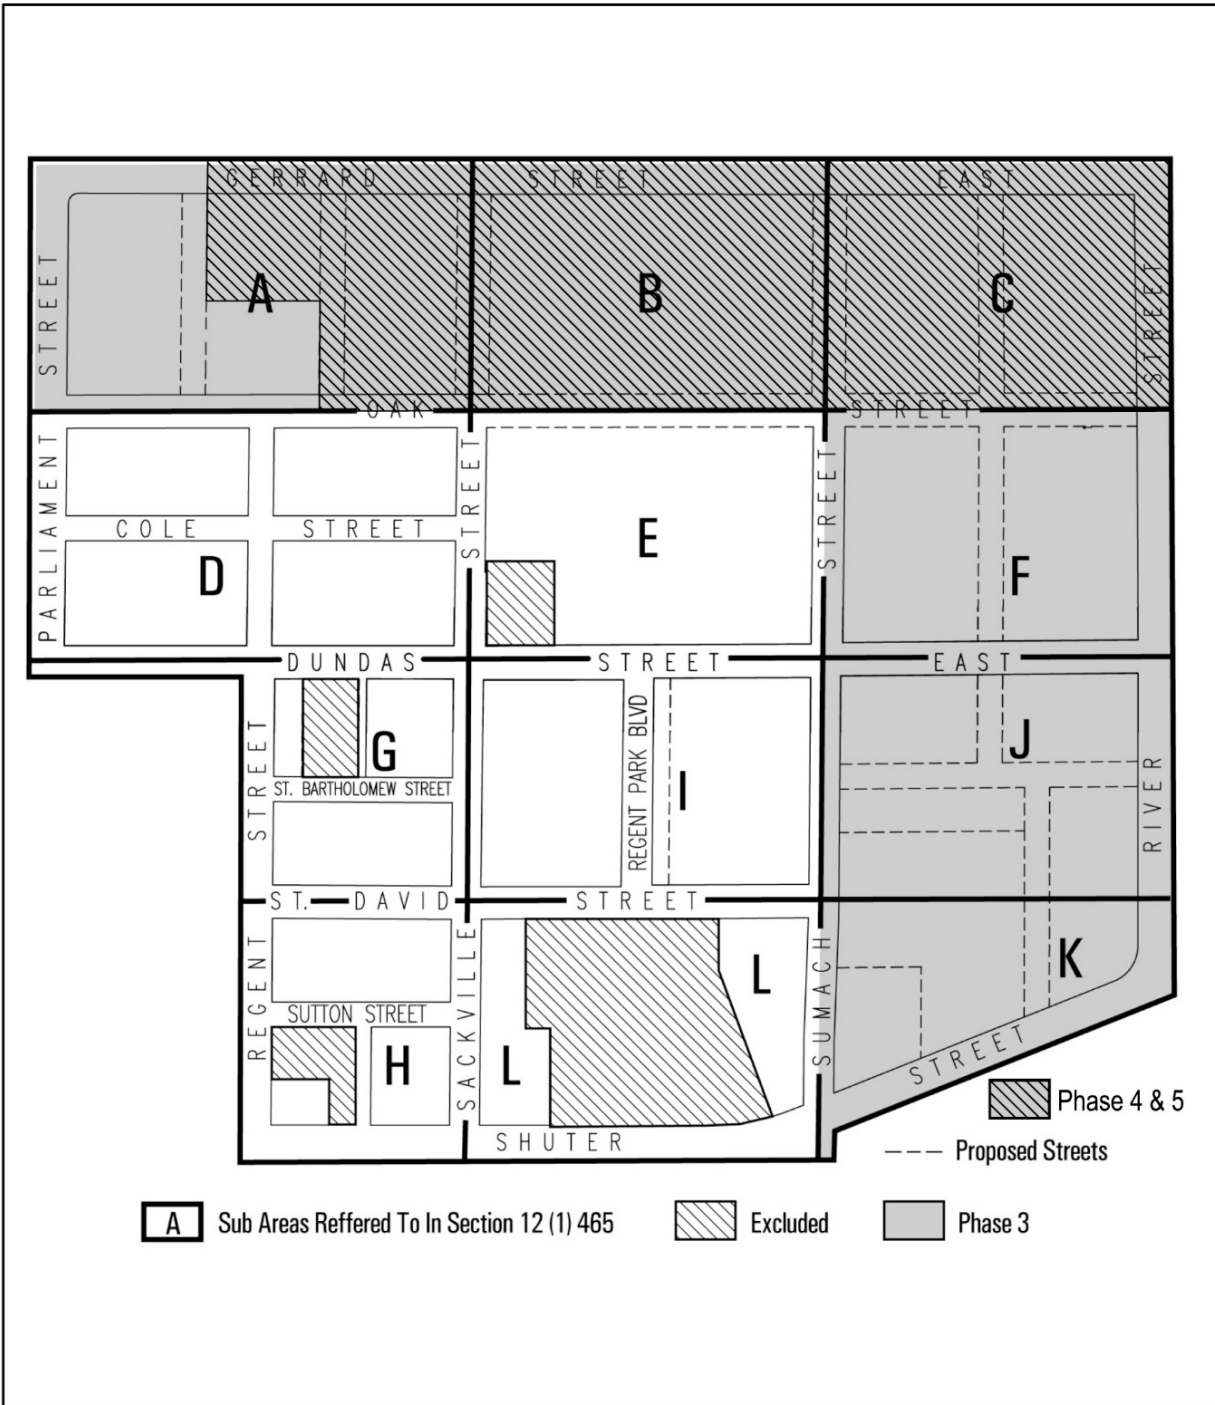 GERRARD STREET EAST
STREET
A
B
C
STREET
OAK
STREET
PARLIAMENT
STREET
STREET
COLE STREET
D
E
F
DUNDAS STREET EAST
STREET
G
REGENT PARK BLVD
I
J
ST. BARTHOLOMEW STREET
RIVER
ST. DAVID STREET
REGENT
SACKVILLE
SUMACH
L
K
SUTTON STREET
H
L
STREET
SHUTER
Phase 4 & 5
Proposed Streets
A Sub Areas Reffered To In Section 12 (1) 465
Excluded
Phase 3